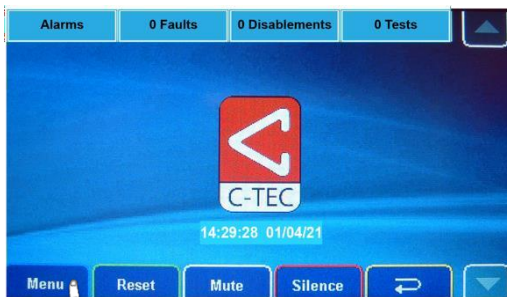 Alarms 0 Faults 0 Disablements 0 Tests
C-TEC
14:29:28 01/04/21
Menu Reset Mute Silence